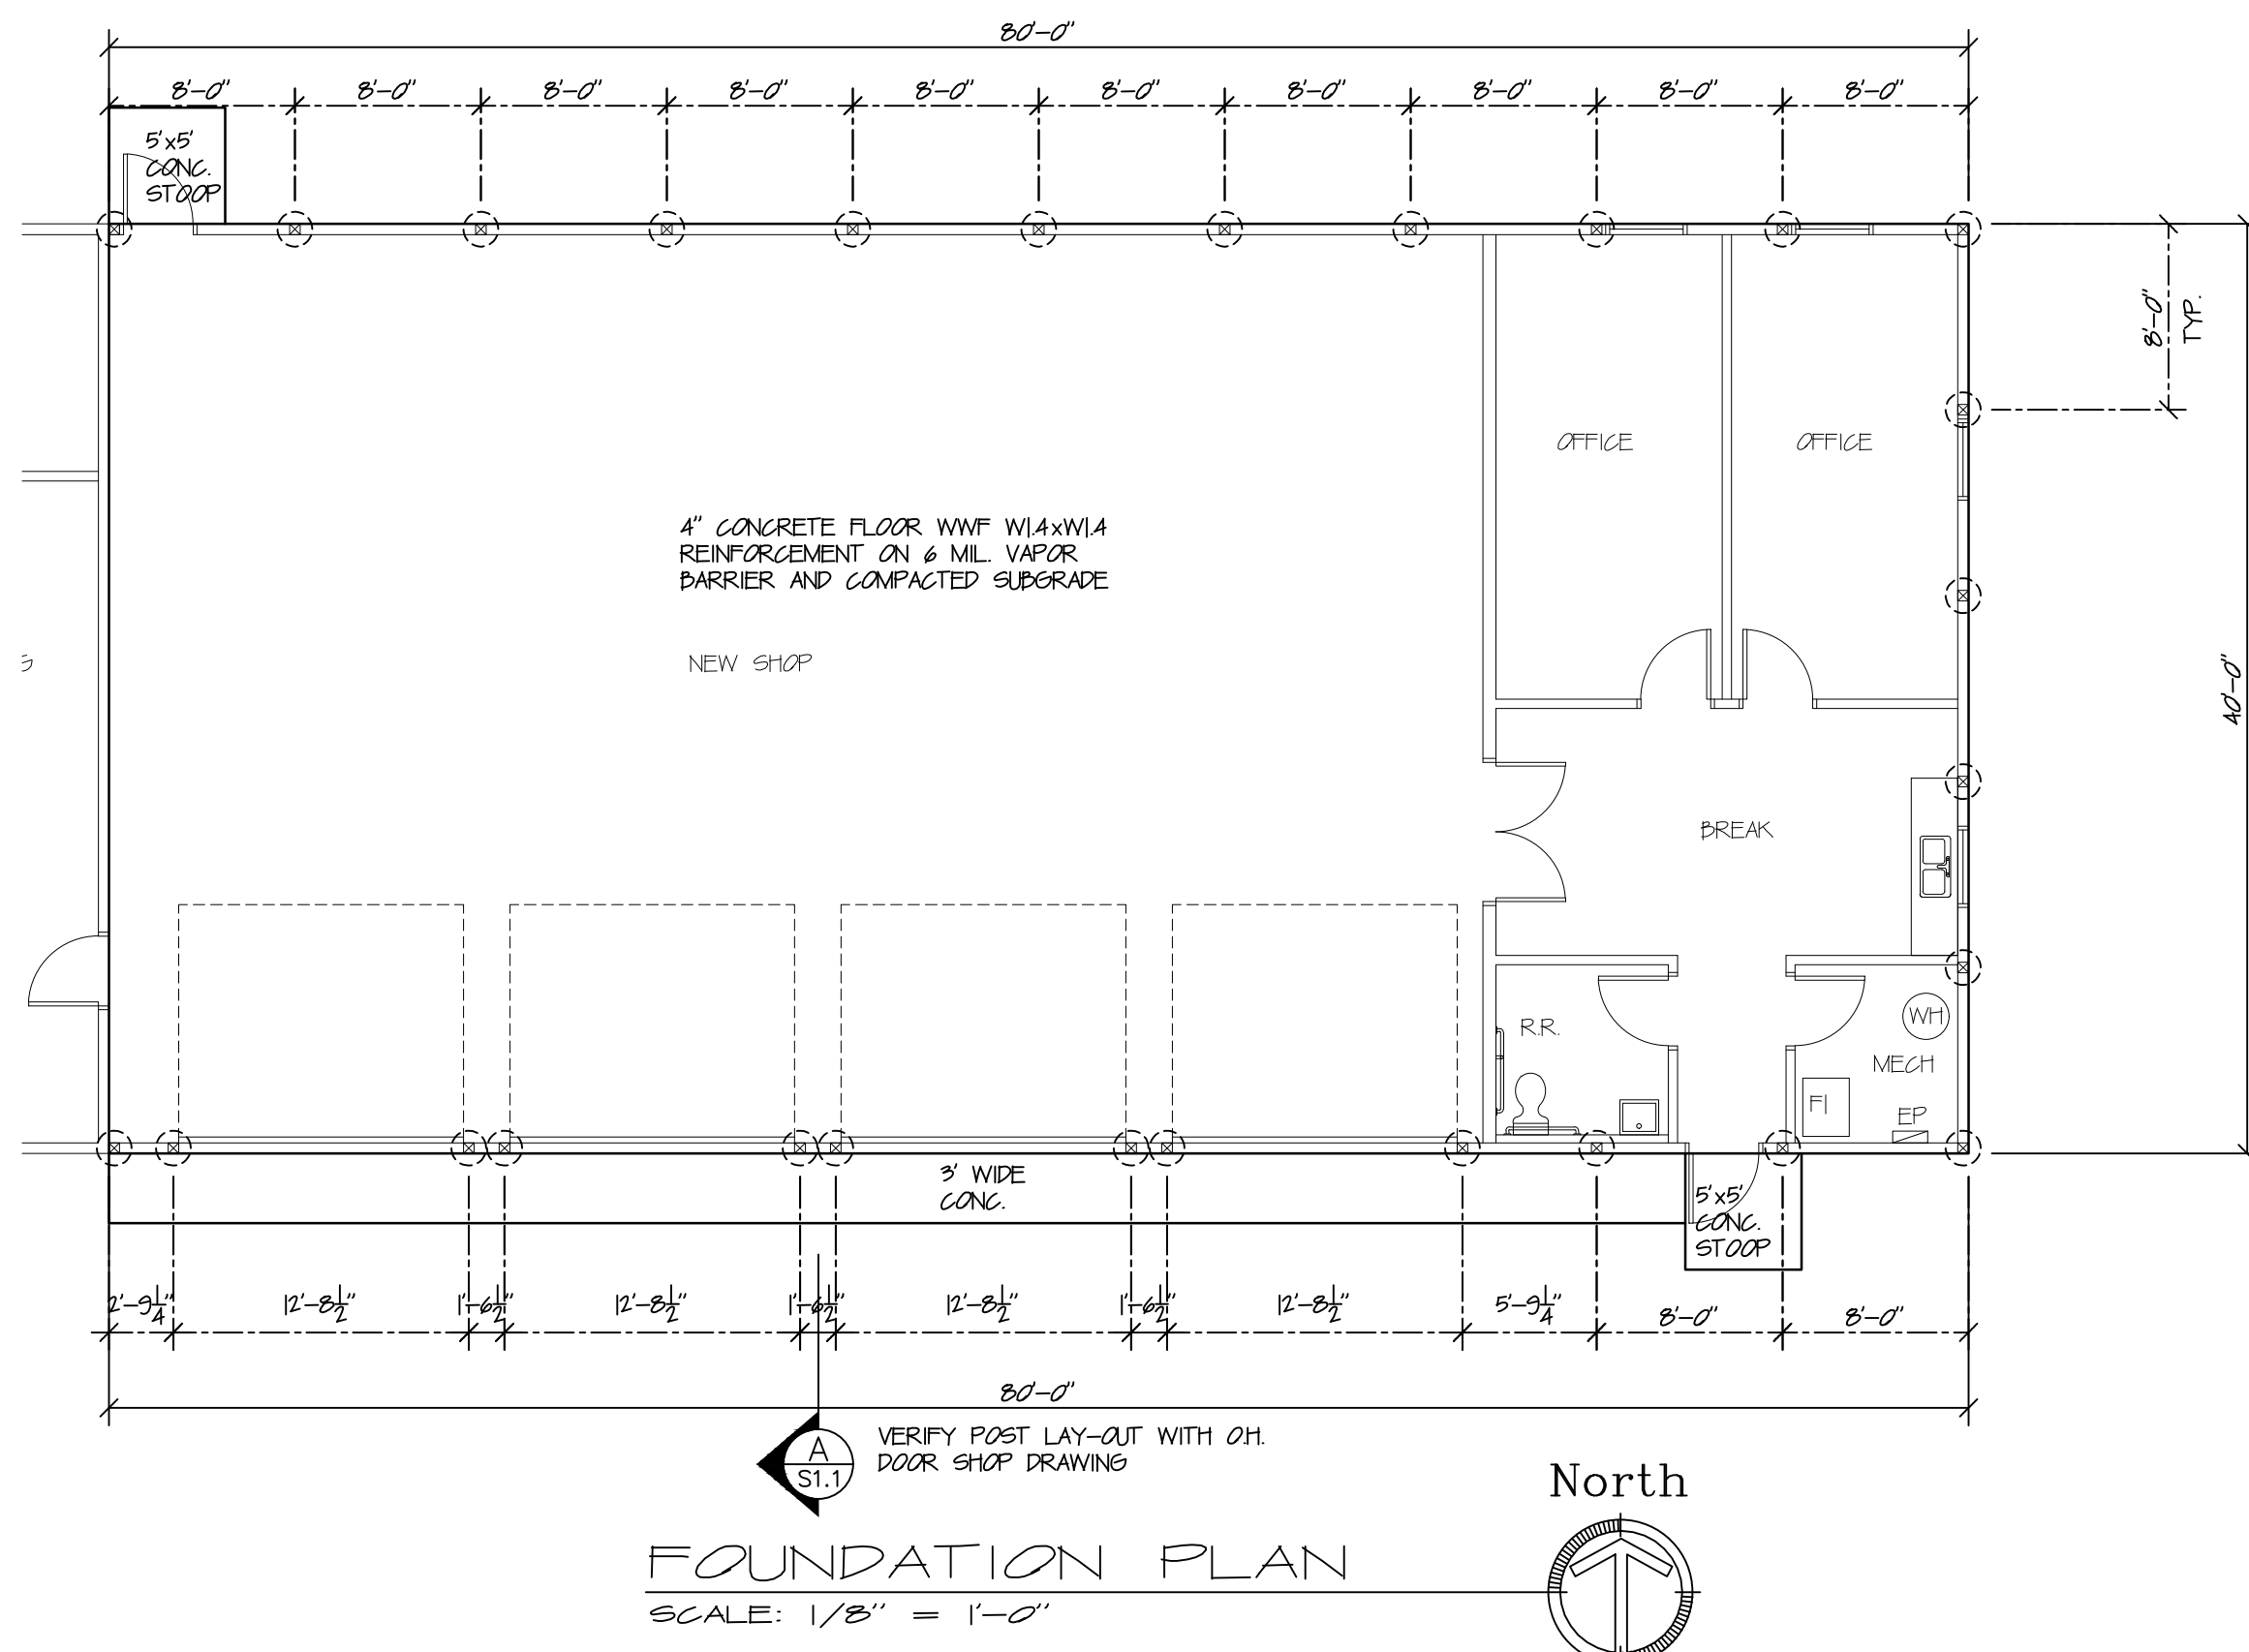 80'-0"
8'-0" 8'-0" 8'-0" 8'-0" 8'-0" 8'-0" 8'-0" 8'-0" 8'-0" 8'-0"
5'x5'
CONC.
STOOP
8'-0"
TYP.
OFFICE OFFICE
4" CONCRETE FLOOR WWF W1.4xW1.4
REINFORCEMENT ON 6 MIL. VAPOR
BARRIER AND COMPACTED SUBGRADE
NEW SHOP
40'-0"
BREAK
R.R.
WH
MECH
FI
EP
3' WIDE
CONC.
5'x5'
CONC.
STOOP
2'-9 1/4" 12'-8 1/2" 1'-6 1/2" 12'-8 1/2" 1'-6 1/2" 12'-8 1/2" 1'-6 1/2" 12'-8 1/2" 5'-9 1/4" 8'-0" 8'-0"
80'-0"
A
S1.1
VERIFY POST LAY-OUT WITH O.H.
DOOR SHOP DRAWING
North
FOUNDATION PLAN
SCALE: 1/8" = 1'-0"